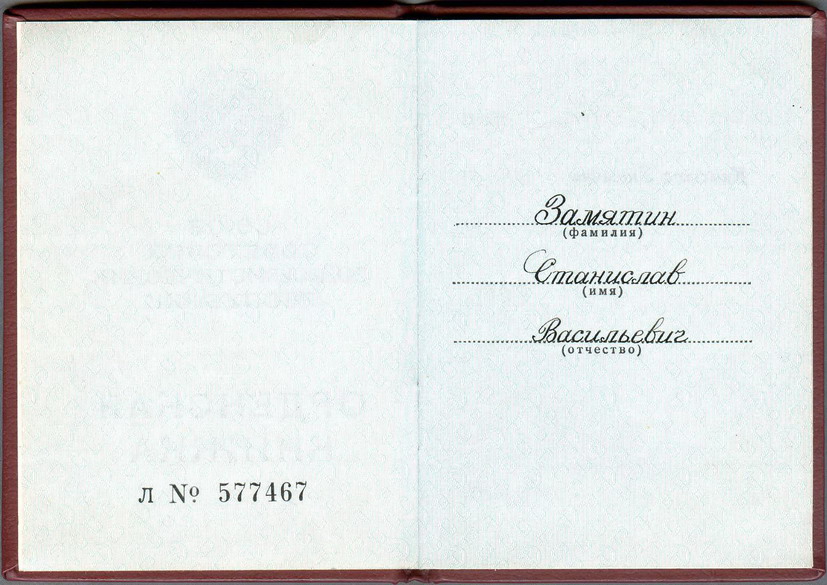 л № 577467
Замятин
(фамилия)
Станислав
(имя)
Васильевич
(отчество)